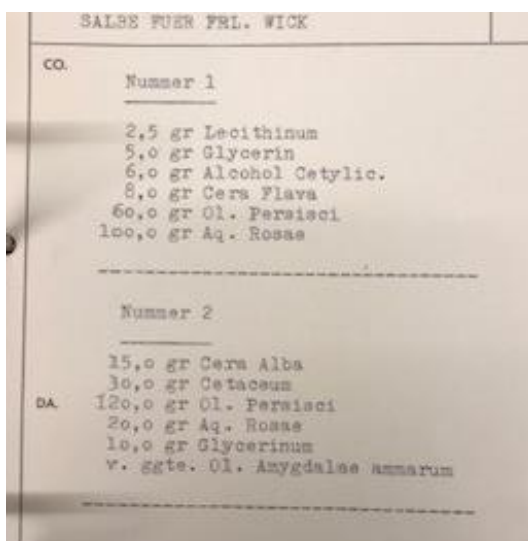 SALBE FUER FRL. WICK
CO.
Nummer 1
2,5 gr Lecithinum
5,o gr Glycerin
6,o gr Alcohol Cetylic.
8,o gr Cera Flava
6o,o gr Ol. Persisci
loo,o gr Aq. Rosae
Nummer 2
15,o gr Cera Alba
3o,o gr Cetaceum
DA. 12o,o gr Ol. Persisci
2o,o gr Aq. Rosae
lo,o gr Glycerinum
v. ggte. Ol. Amygdalae ammarum